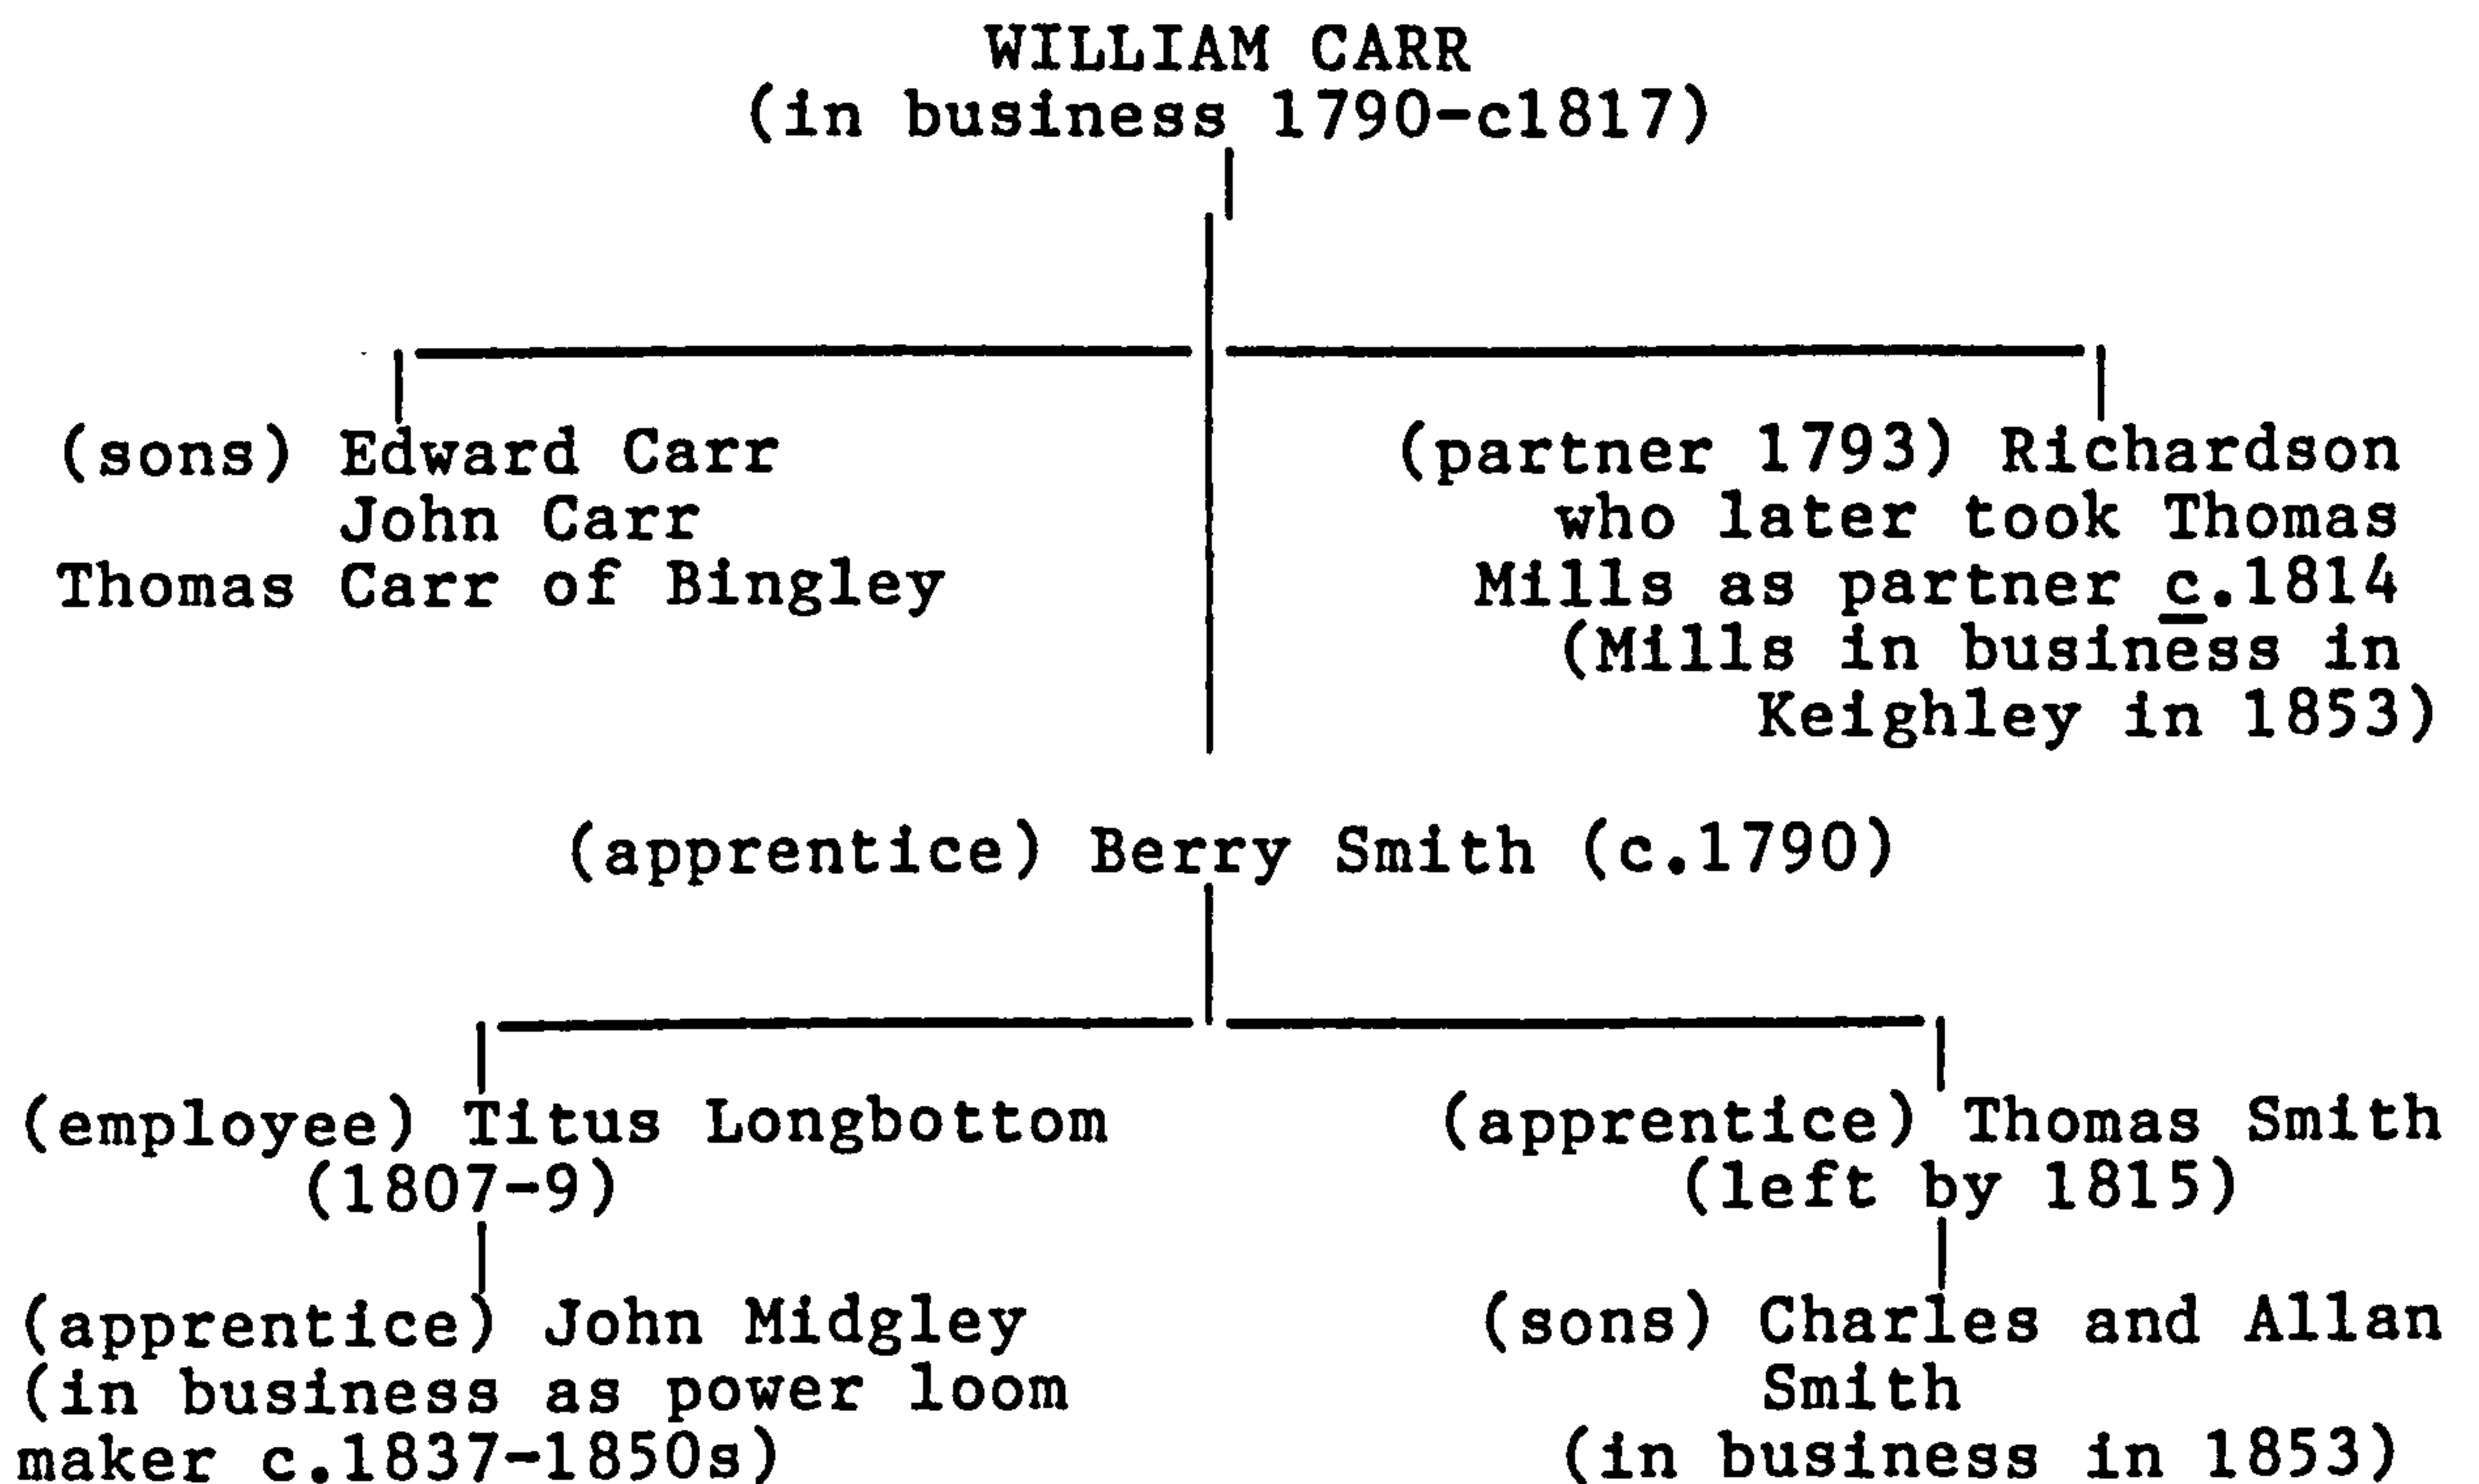 WILLIAM CARR
(in business 1790-c1817)
(sons) Edward Carr
John Carr
Thomas Carr of Bingley
(partner 1793) Richardson
who later took Thomas
Mills as partner c.1814
(Mills in business in
Keighley in 1853)
(apprentice) Berry Smith (c.1790)
(employee) Titus Longbottom
(1807-9)
(apprentice) John Midgley
(in business as power loom
maker c.1837-1850s)
(apprentice) Thomas Smith
(left by 1815)
(sons) Charles and Allan
Smith
(in business in 1853)